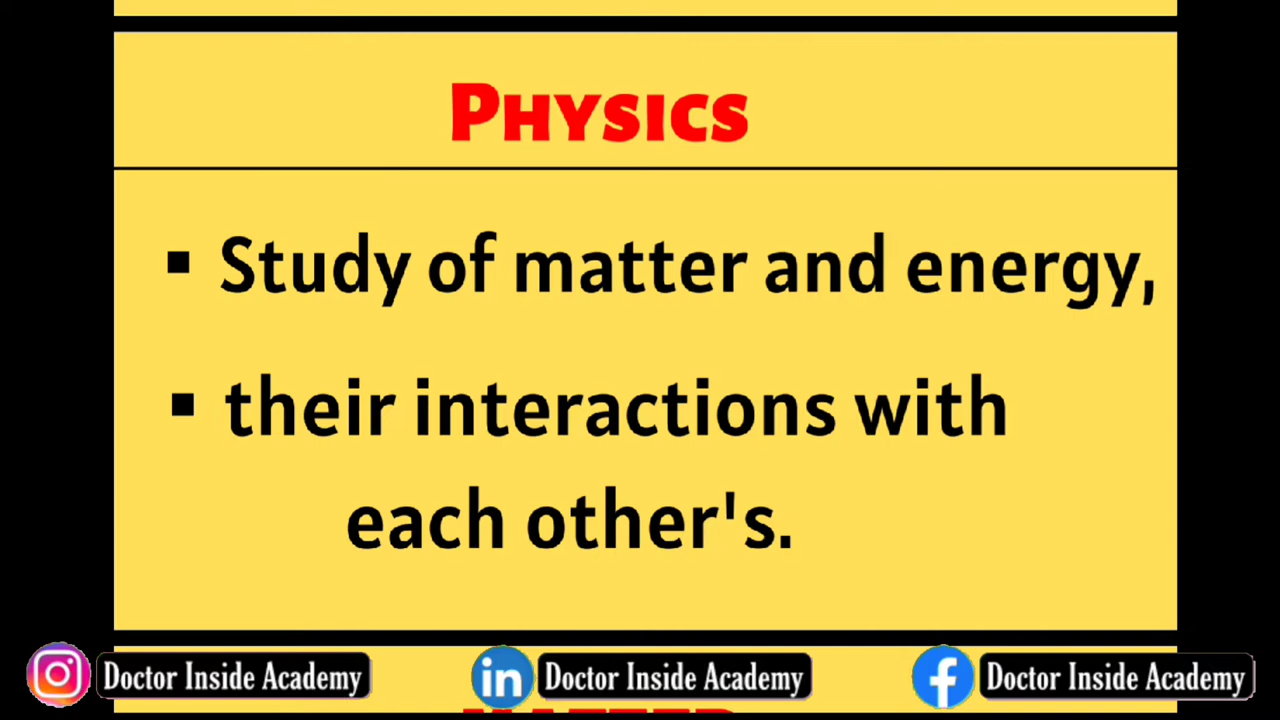 Physics
▪ Study of matter and energy,
▪ their interactions with
each other's.
Doctor Inside Academy
Doctor Inside Academy
Doctor Inside Academy